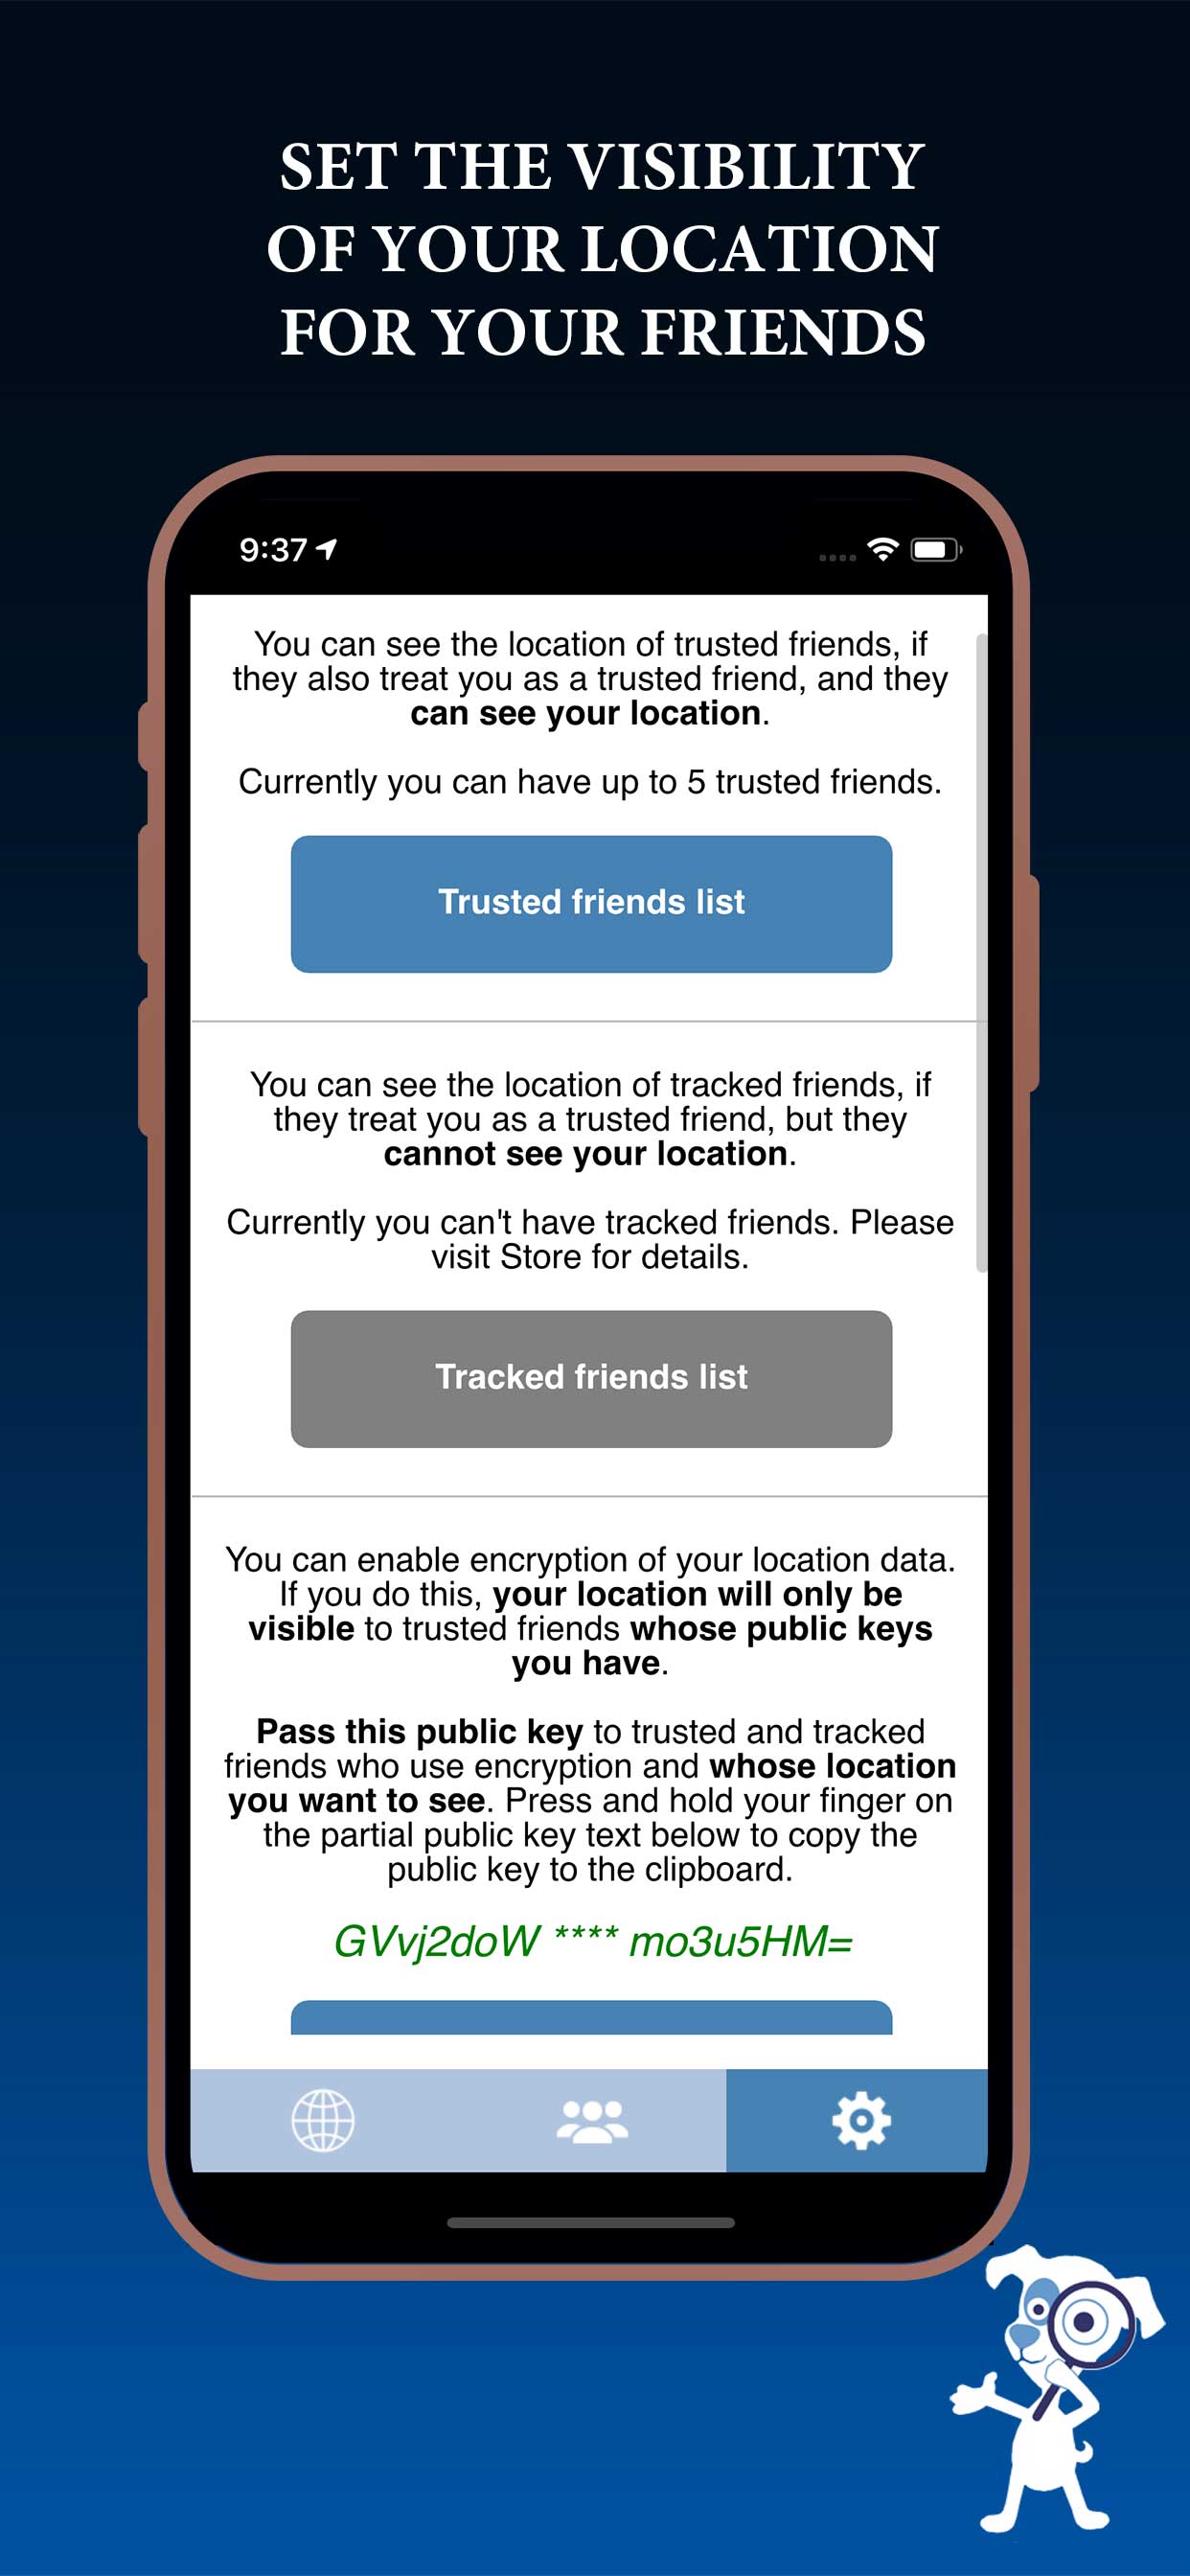 SET THE VISIBILITY
OF YOUR LOCATION
FOR YOUR FRIENDS
9:37
You can see the location of trusted friends, if
they also treat you as a trusted friend, and they
can see your location.
Currently you can have up to 5 trusted friends.
Trusted friends list
You can see the location of tracked friends, if
they treat you as a trusted friend, but they
cannot see your location.
Currently you can't have tracked friends. Please
visit Store for details.
Tracked friends list
You can enable encryption of your location data.
If you do this, your location will only be
visible to trusted friends whose public keys
you have.
Pass this public key to trusted and tracked
friends who use encryption and whose location
you want to see. Press and hold your finger on
the partial public key text below to copy the
public key to the clipboard.
GVvj2doW **** mo3u5HM=